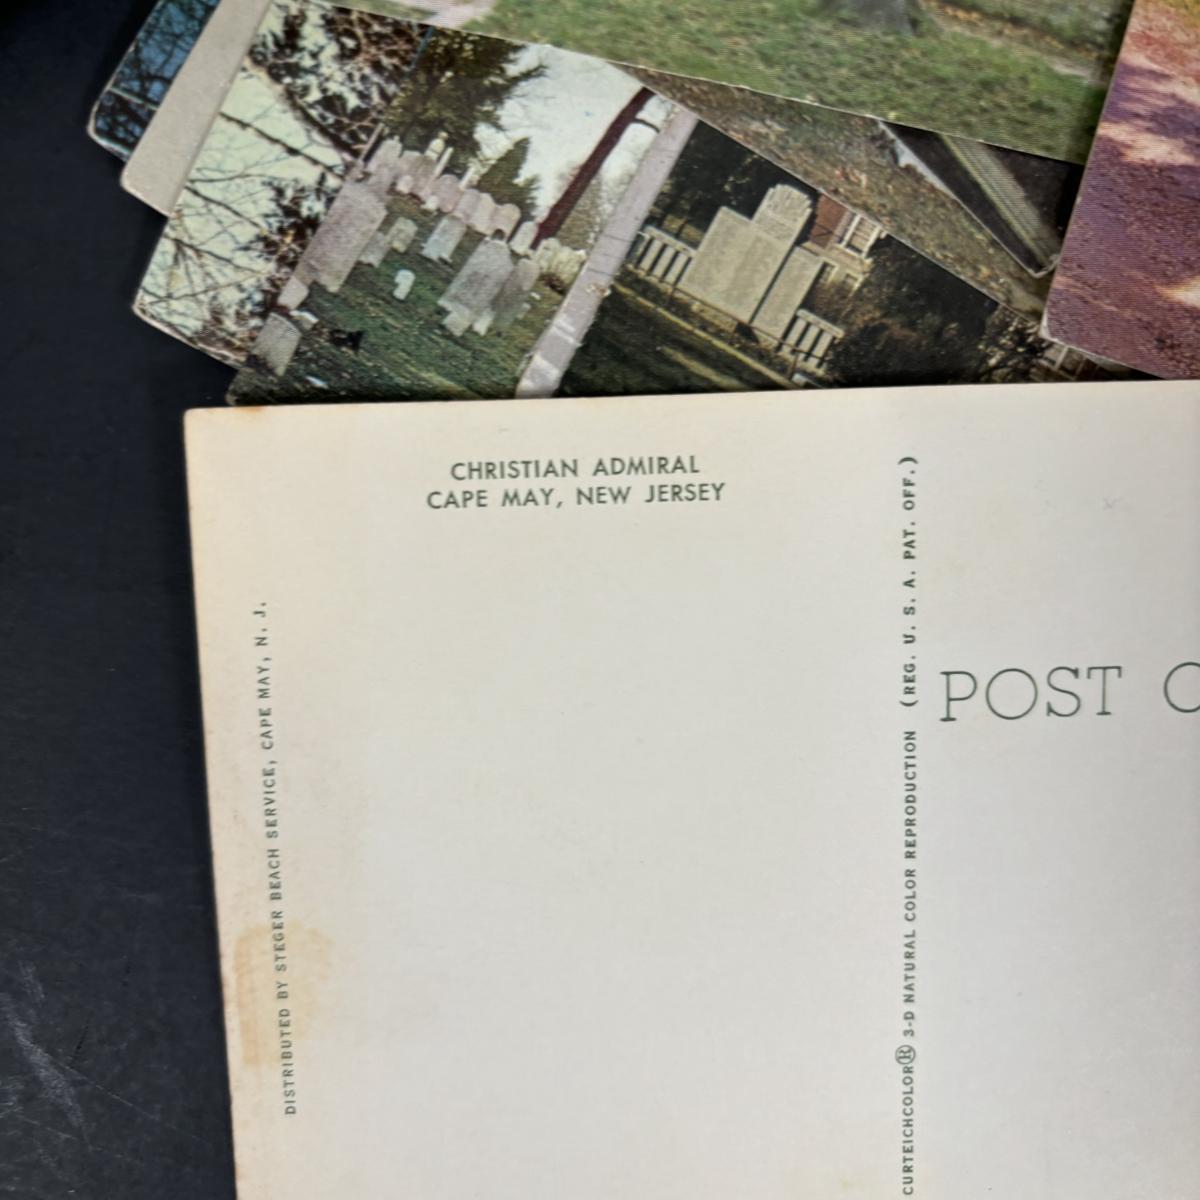 CHRISTIAN ADMIRAL
CAPE MAY, NEW JERSEY
DISTRIBUTED BY STEGER BEACH SERVICE, CAPE MAY, N. J.
CURTEICHCOLOR® 3-D NATURAL COLOR REPRODUCTION (REG. U. S. A. PAT. OFF.)
POST C